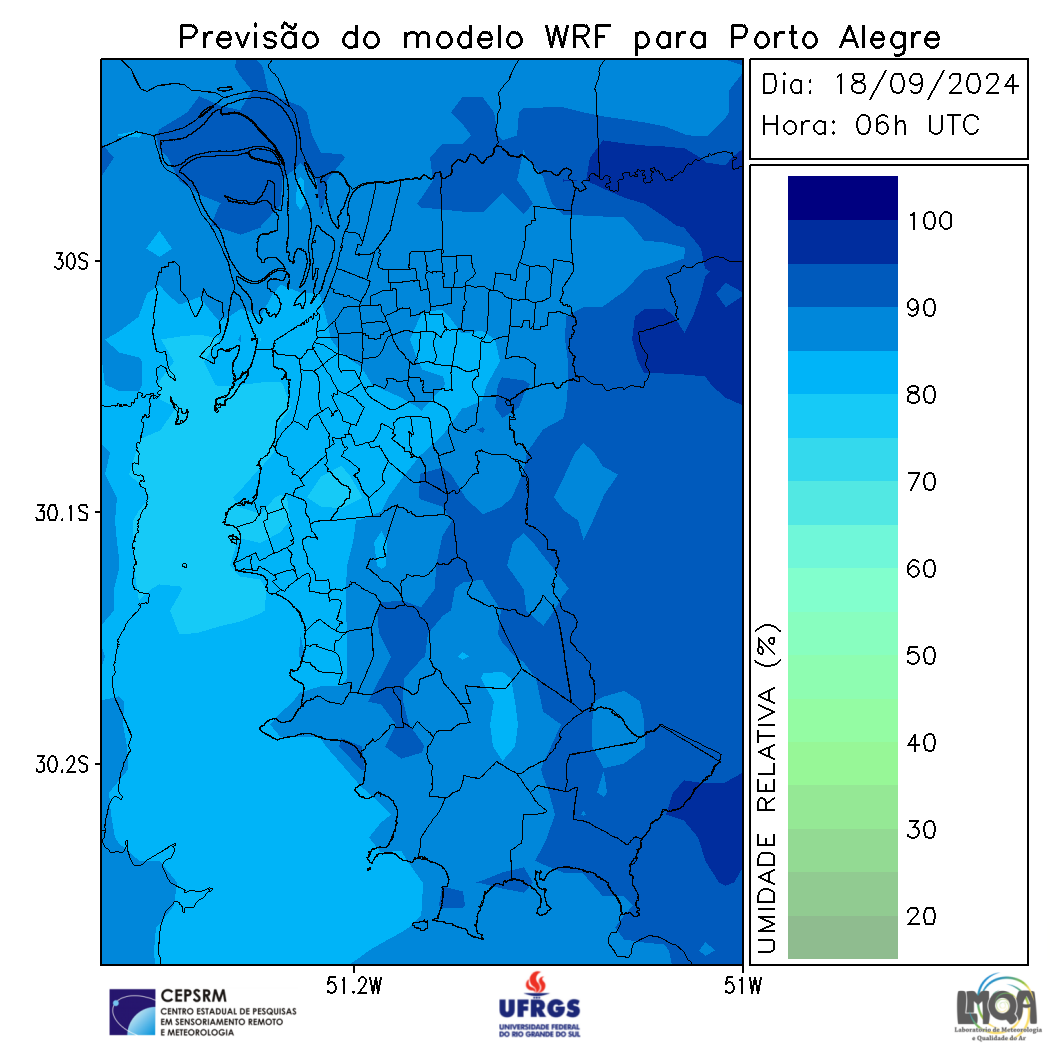 Previsão do modelo WRF para Porto Alegre
Dia: 18/09/2024
Hora: 06h UTC
30S
30.1S
30.2S
51.2W
51W
100
90
80
70
60
50
40
30
20
UMIDADE RELATIVA (%)
CEPSRM
CENTRO ESTADUAL DE PESQUISAS
EM SENSORIAMENTO REMOTO
E METEOROLOGIA
UFRGS
UNIVERSIDADE FEDERAL
DO RIO GRANDE DO SUL
LMQA
Laboratório de Meteorologia
e Qualidade do Ar